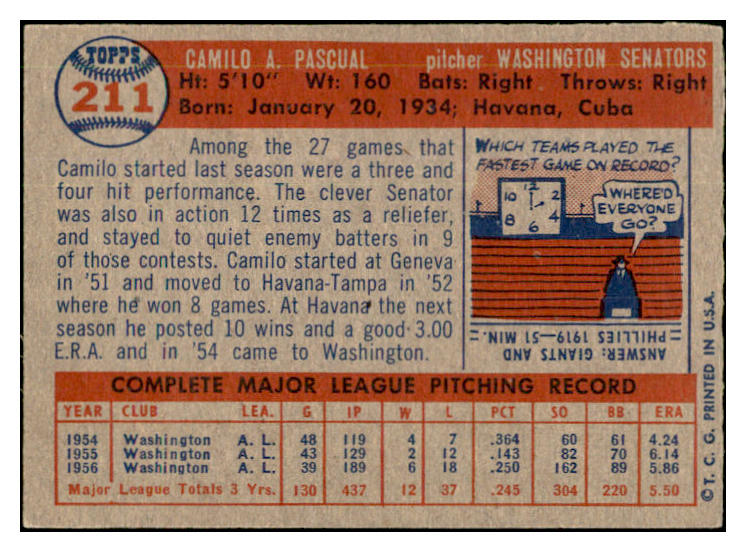 TOPPS
211
CAMILO A. PASCUAL pitcher WASHINGTON SENATORS
Ht: 5'10" Wt: 160 Bats: Right Throws: Right
Born: January 20, 1934; Havana, Cuba
Among the 27 games that
Camilo started last season were a three and
four hit performance. The clever Senator
was also in action 12 times as a reliefer,
and stayed to quiet enemy batters in 9
of those contests. Camilo started at Geneva
in '51 and moved to Havana-Tampa in '52
where he won 8 games. At Havana the next
season he posted 10 wins and a good 3.00
E.R.A. and in '54 came to Washington.
WHICH TEAMS PLAYED THE
FASTEST GAME ON RECORD?
12
10 2
8 4
6
WHERE'D
EVERYONE
GO?
ANSWER: GIANTS AND
PHILLIES 1919—51 MIN.
COMPLETE MAJOR LEAGUE PITCHING RECORD
YEAR CLUB LEA. G IP W L PCT SO BB ERA
1954 Washington A. L. 48 119 4 7 .364 60 61 4.24
1955 Washington A. L. 43 129 2 12 .143 82 70 6.14
1956 Washington A. L. 39 189 6 18 .250 162 89 5.86
Major League Totals 3 Yrs. 130 437 12 37 .245 304 220 5.50
©T. C. G. PRINTED IN U.S.A.